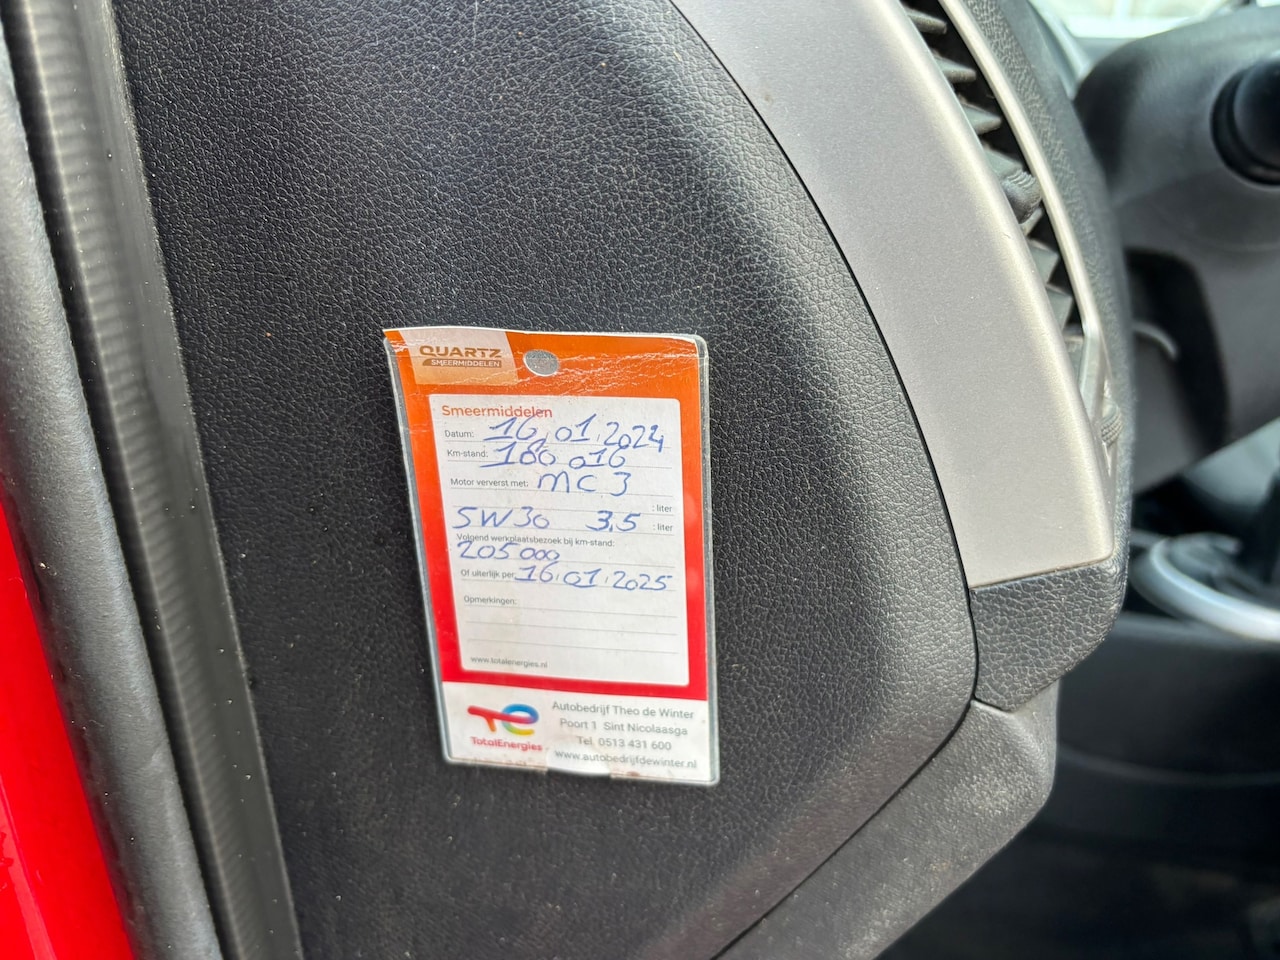 QUARTZ
SMEERMIDDELEN
Smeermiddelen
Datum: 16.01.2024
Km-stand: 180.016
Motor ververst met: MC 3
: liter
5W30 3,5 : liter
Volgend werkplaatsbezoek bij km-stand:
205000
Of uiterlijk per: 16.01.2025
Opmerkingen:
www.totalenergies.nl
TotalEnergies
Autobedrijf Theo de Winter
Poort 1 Sint Nicolaasga
Tel. 0513 431 600
www.autobedrijfdewinter.nl